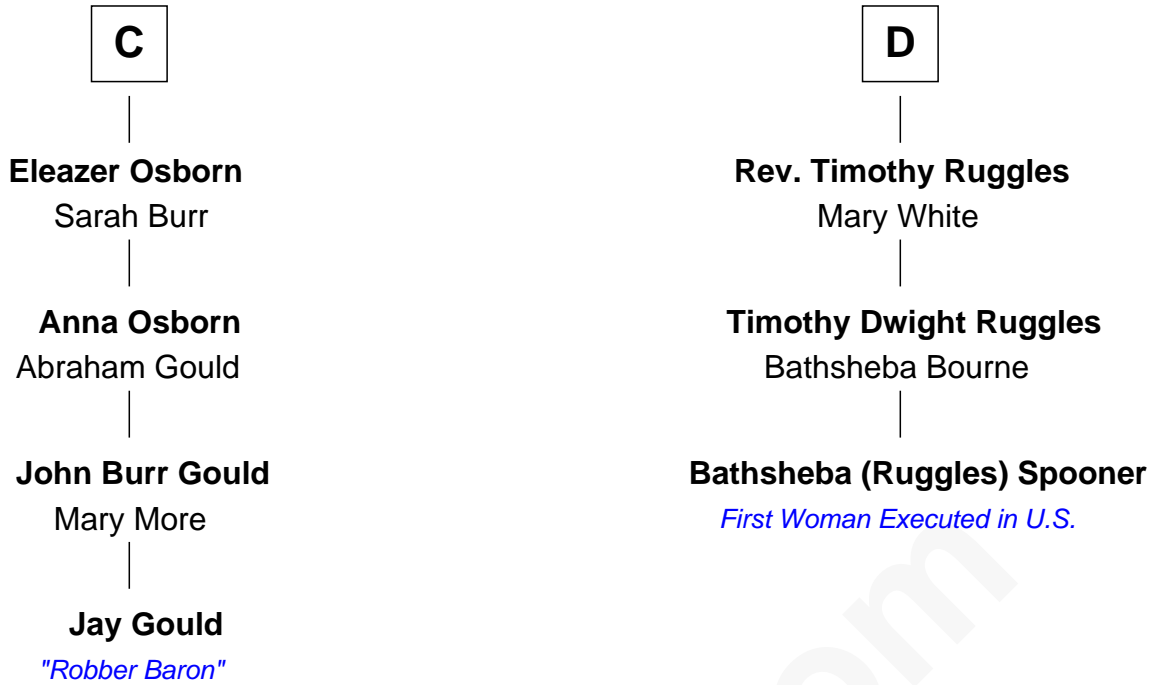 C
Eleazer Osborn
Sarah Burr
Anna Osborn
Abraham Gould
John Burr Gould
Mary More
Jay Gould
"Robber Baron"
D
Rev. Timothy Ruggles
Mary White
Timothy Dwight Ruggles
Bathsheba Bourne
Bathsheba (Ruggles) Spooner
First Woman Executed in U.S.